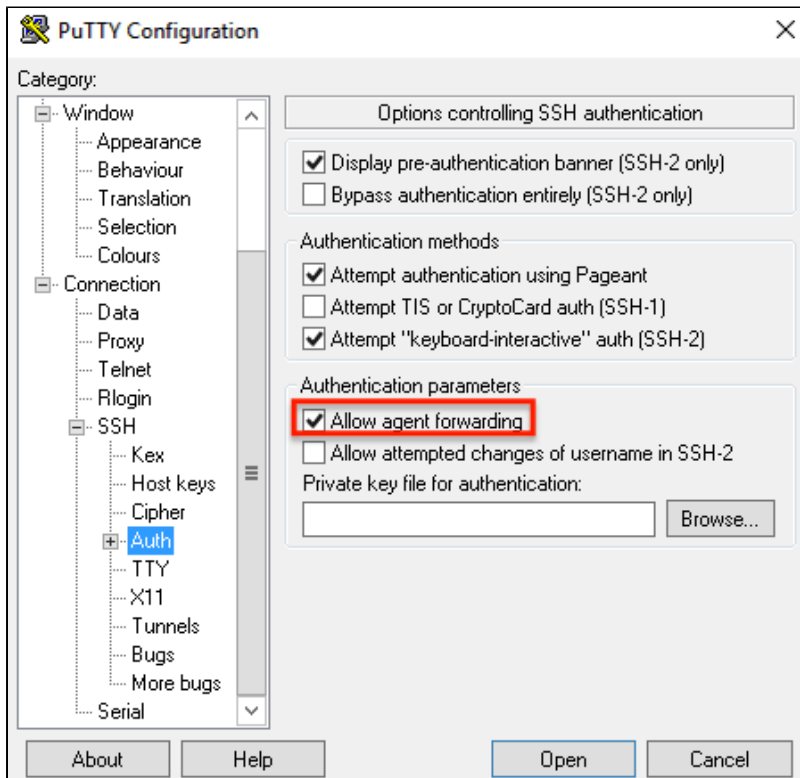 PuTTY Configuration
Category:
Window
Appearance
Behaviour
Translation
Selection
Colours
Connection
Data
Proxy
Telnet
Rlogin
SSH
Kex
Host keys
Cipher
Auth
TTY
X11
Tunnels
Bugs
More bugs
Serial
Options controlling SSH authentication
Display pre-authentication banner (SSH-2 only)
Bypass authentication entirely (SSH-2 only)
Authentication methods
Attempt authentication using Pageant
Attempt TIS or CryptoCard auth (SSH-1)
Attempt "keyboard-interactive" auth (SSH-2)
Authentication parameters
Allow agent forwarding
Allow attempted changes of username in SSH-2
Private key file for authentication:
Browse...
About
Help
Open
Cancel